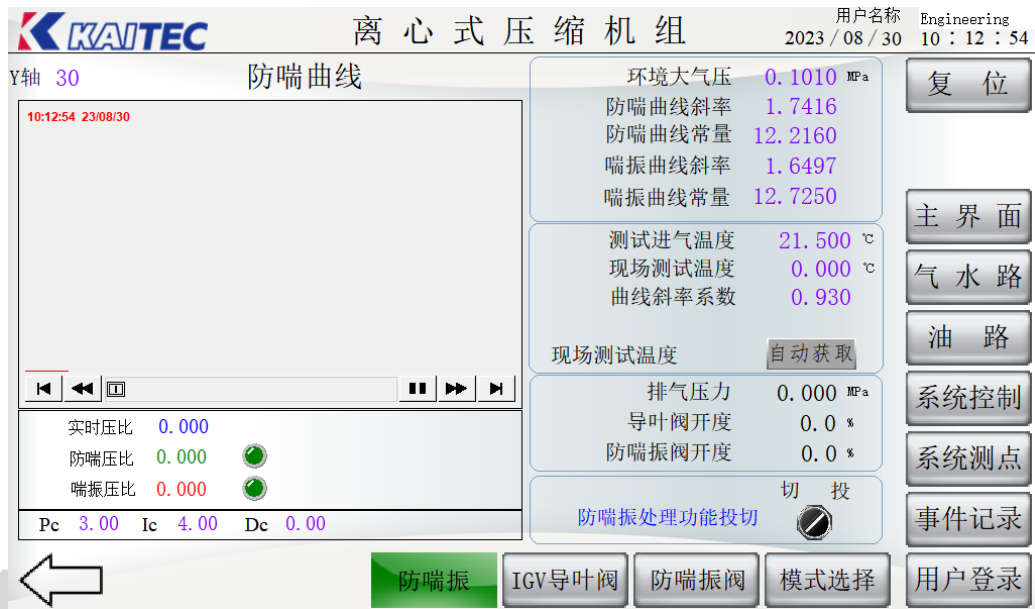 KAITEC 离心式压缩机组 用户名称 Engineering
2023 / 08 / 30 10 : 12 : 54
Y轴 30 防喘曲线
10:12:54 23/08/30
环境大气压 0.1010 MPa
防喘曲线斜率 1.7416
防喘曲线常量 12.2160
喘振曲线斜率 1.6497
喘振曲线常量 12.7250
测试进气温度 21.500 ℃
现场测试温度 0.000 ℃
曲线斜率系数 0.930
现场测试温度 自动获取
排气压力 0.000 MPa
导叶阀开度 0.0 %
防喘振阀开度 0.0 %
切 投
防喘振处理功能投切
实时压比 0.000
防喘压比 0.000
喘振压比 0.000
Pc 3.00 Ic 4.00 Dc 0.00
复 位
主 界 面
气 水 路
油 路
系统控制
系统测点
事件记录
防喘振 IGV导叶阀 防喘振阀 模式选择 用户登录